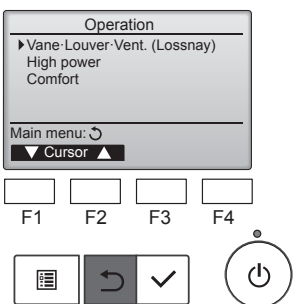 Operation
Vane·Louver·Vent. (Lossnay)
High power
Comfort
Main menu:
Cursor
F1 F2 F3 F4